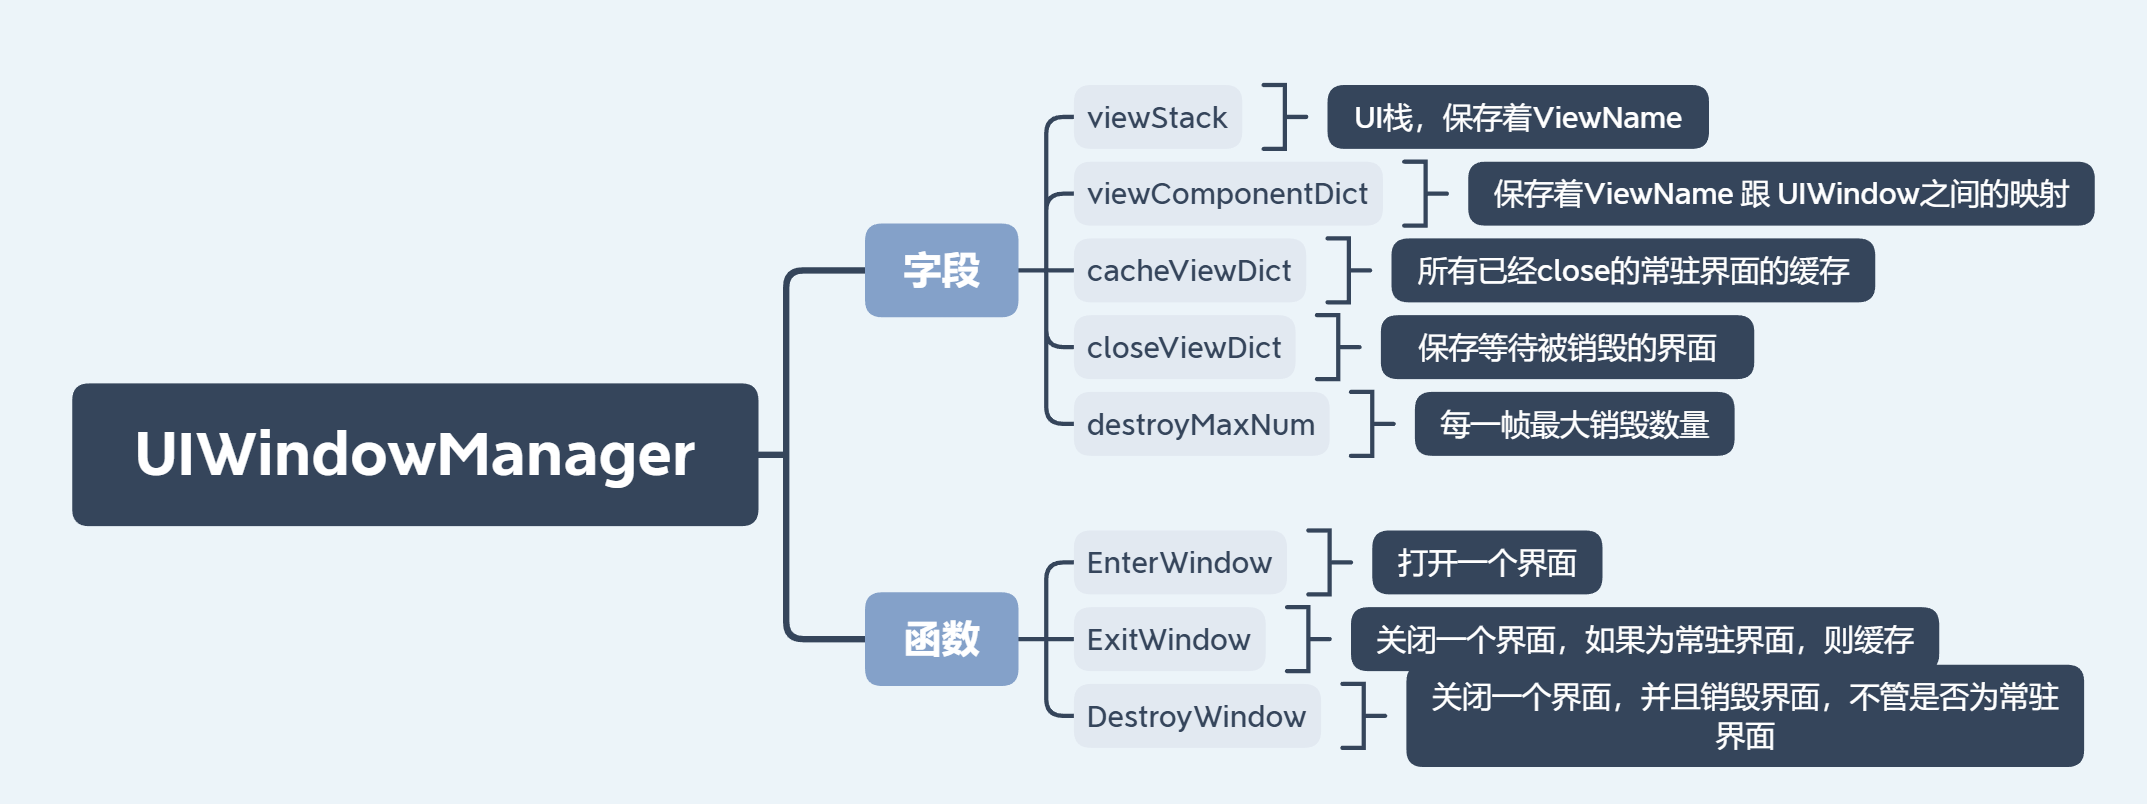 UIWindowManager
字段
viewStack
UI栈，保存着ViewName
viewComponentDict
保存着ViewName 跟 UIWindow之间的映射
cacheViewDict
所有已经close的常驻界面的缓存
closeViewDict
保存等待被销毁的界面
destroyMaxNum
每一帧最大销毁数量
函数
EnterWindow
打开一个界面
ExitWindow
关闭一个界面，如果为常驻界面，则缓存
DestroyWindow
关闭一个界面，并且销毁界面，不管是否为常驻
界面